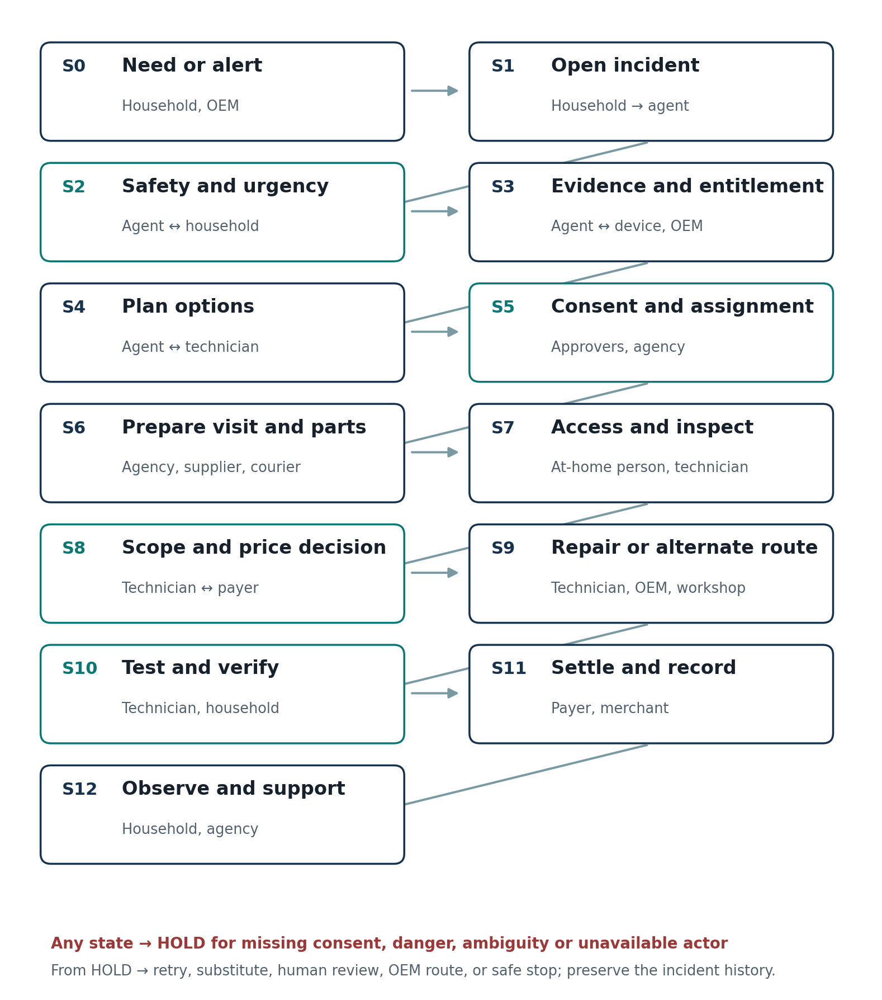 S0 Need or alert
Household, OEM
S1 Open incident
Household → agent
S2 Safety and urgency
Agent ↔ household
S3 Evidence and entitlement
Agent ↔ device, OEM
S4 Plan options
Agent ↔ technician
S5 Consent and assignment
Approvers, agency
S6 Prepare visit and parts
Agency, supplier, courier
S7 Access and inspect
At-home person, technician
S8 Scope and price decision
Technician ↔ payer
S9 Repair or alternate route
Technician, OEM, workshop
S10 Test and verify
Technician, household
S11 Settle and record
Payer, merchant
S12 Observe and support
Household, agency
Any state → HOLD for missing consent, danger, ambiguity or unavailable actor
From HOLD → retry, substitute, human review, OEM route, or safe stop; preserve the incident history.